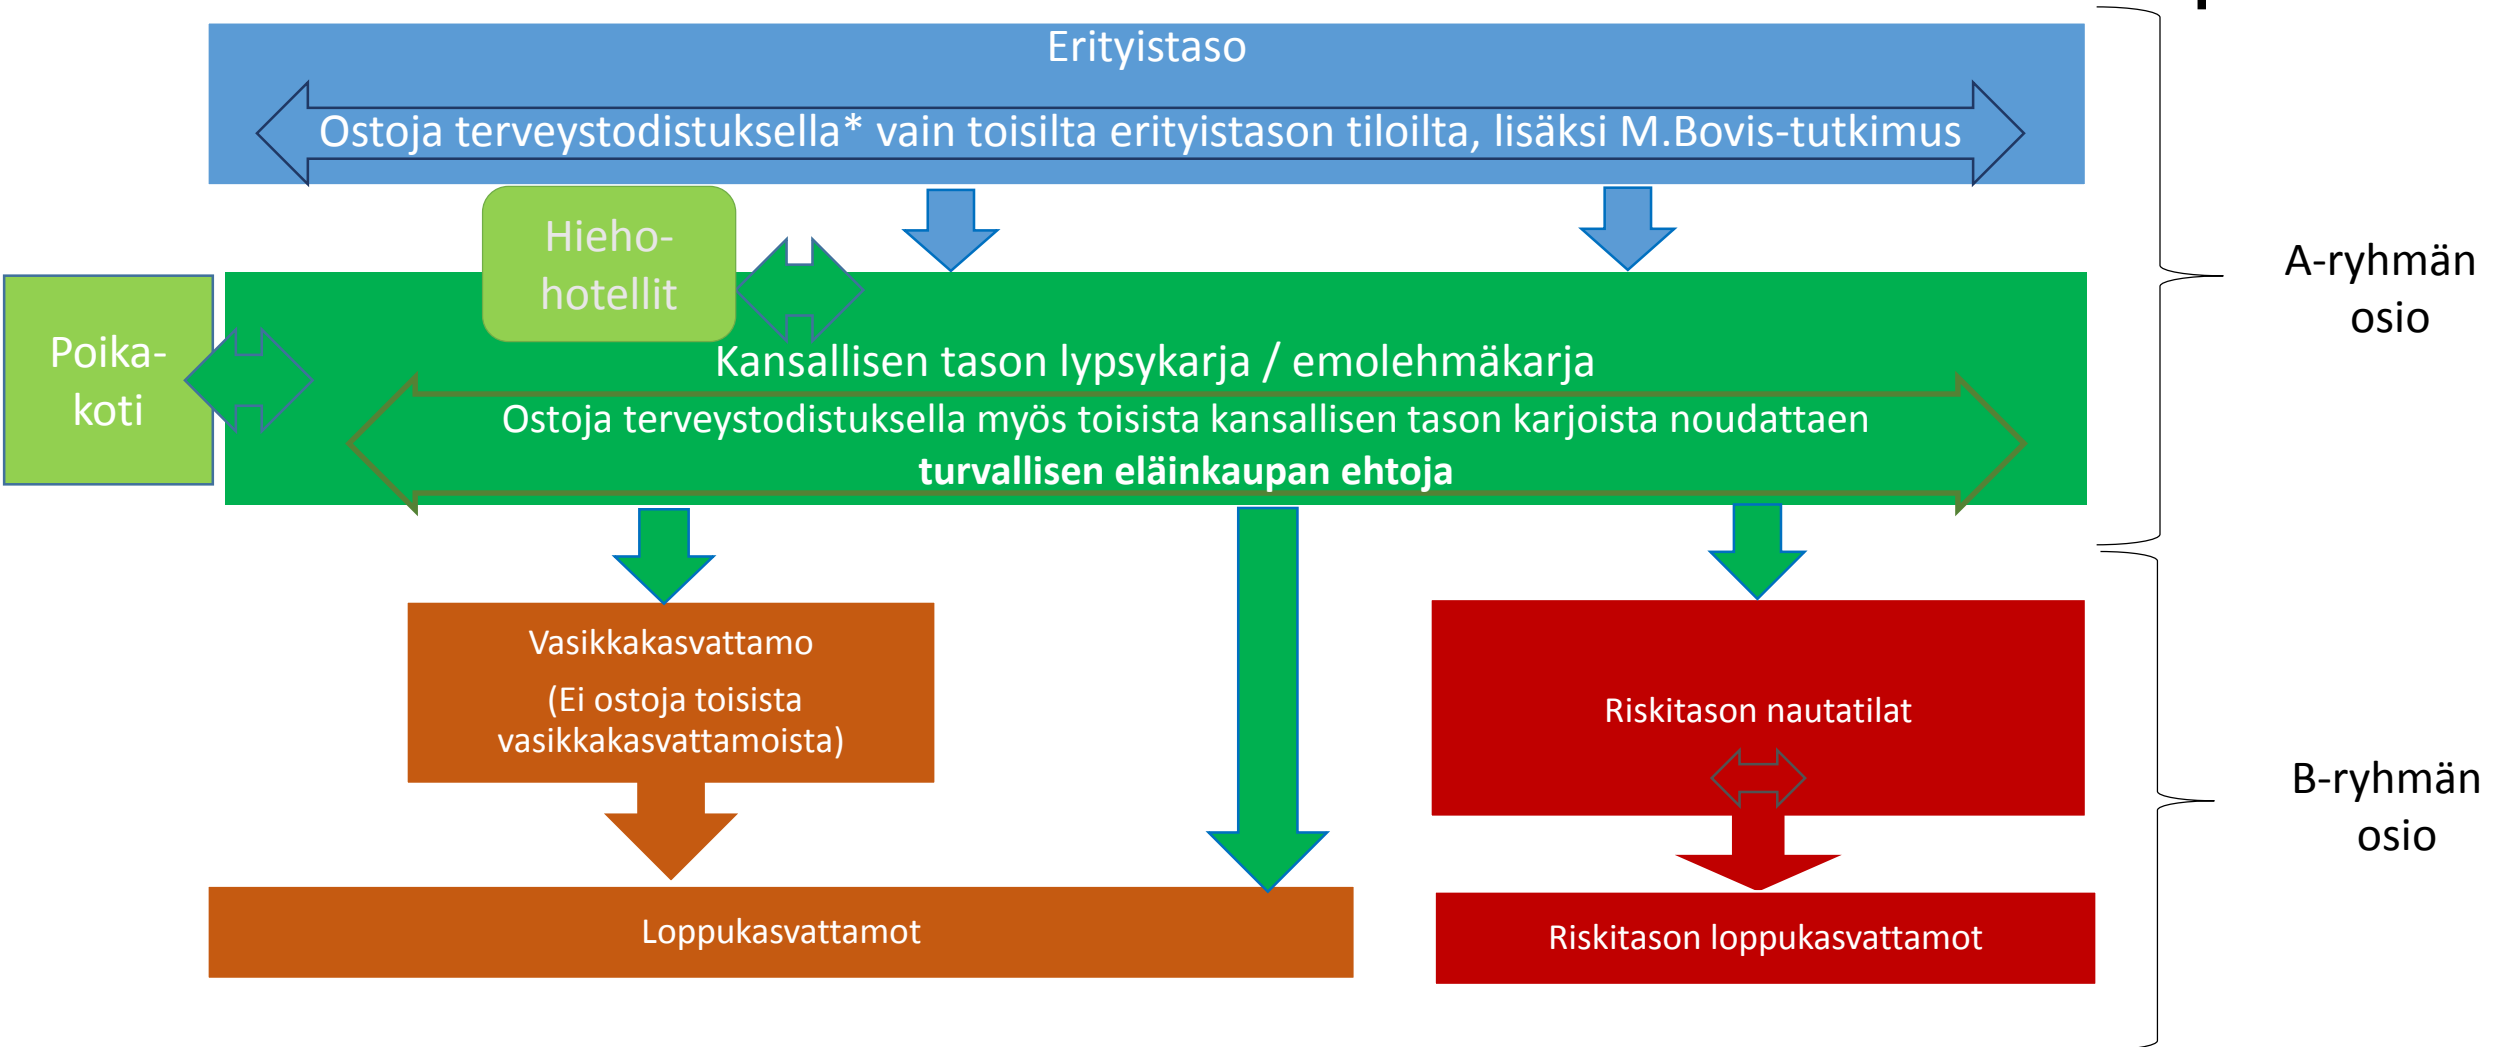 Erityistaso
Ostoja terveystodistuksella* vain toisilta erityistason tiloilta, lisäksi M.Bovis-tutkimus
Hieho-
hotellit
A-ryhmän
osio
Poika-
koti
Kansallisen tason lypsykarja / emolehmäkarja
Ostoja terveystodistuksella myös toisista kansallisen tason karjoista noudattaen
turvallisen eläinkaupan ehtoja
Vasikkakasvattamo
(Ei ostoja toisista
vasikkakasvattamoista)
Riskitason nautatilat
B-ryhmän
osio
Loppukasvattamot
Riskitason loppukasvattamot